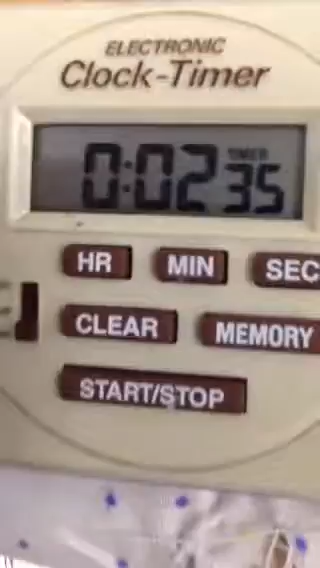 ELECTRONIC
Clock-Timer
TIMER
0:02 35
HR MIN SEC
CLEAR MEMORY
START/STOP